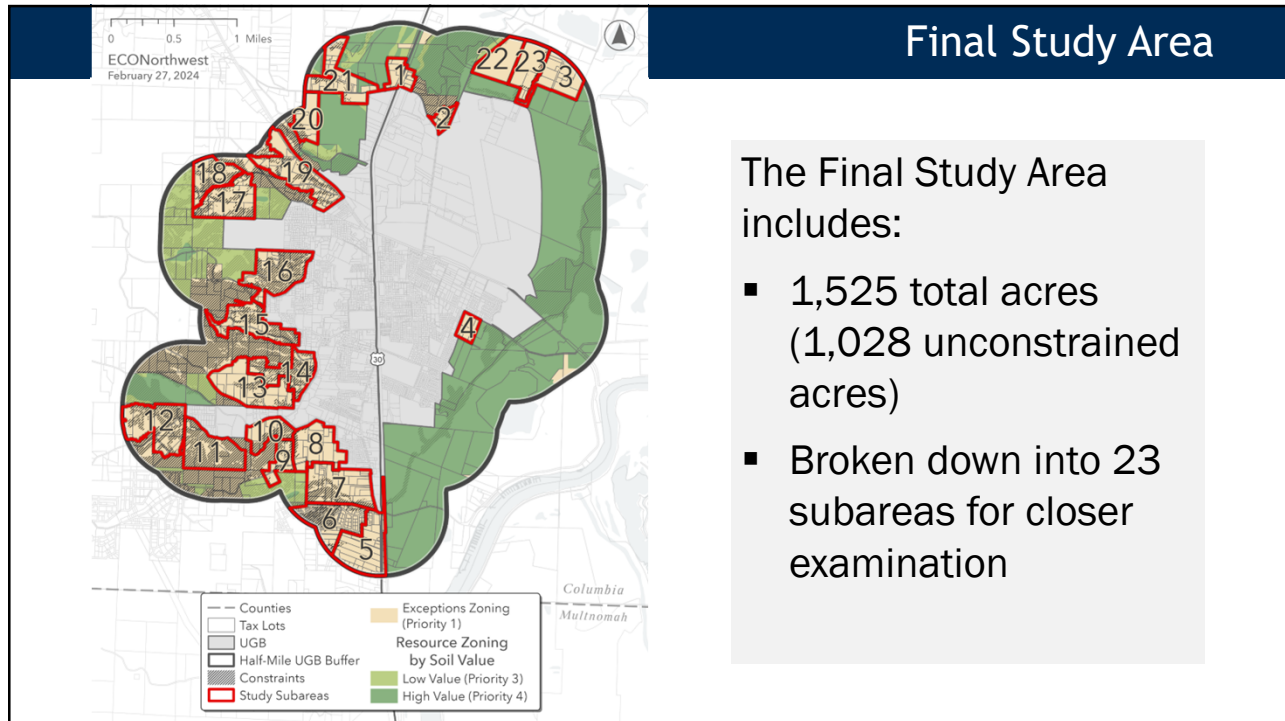 Final Study Area
0 0.5 1 Miles
ECONorthwest
February 27, 2024
22
23
3
21
1
2
20
19
18
17
16
4
15
30
14
13
12
10
11
9
8
7
6
5
Columbia
Multnomah
Counties
Tax Lots
UGB
Half-Mile UGB Buffer
Constraints
Study Subareas
Exceptions Zoning
(Priority 1)
Resource Zoning
by Soil Value
Low Value (Priority 3)
High Value (Priority 4)
The Final Study Area
includes:
▪ 1,525 total acres
(1,028 unconstrained
acres)
▪ Broken down into 23
subareas for closer
examination